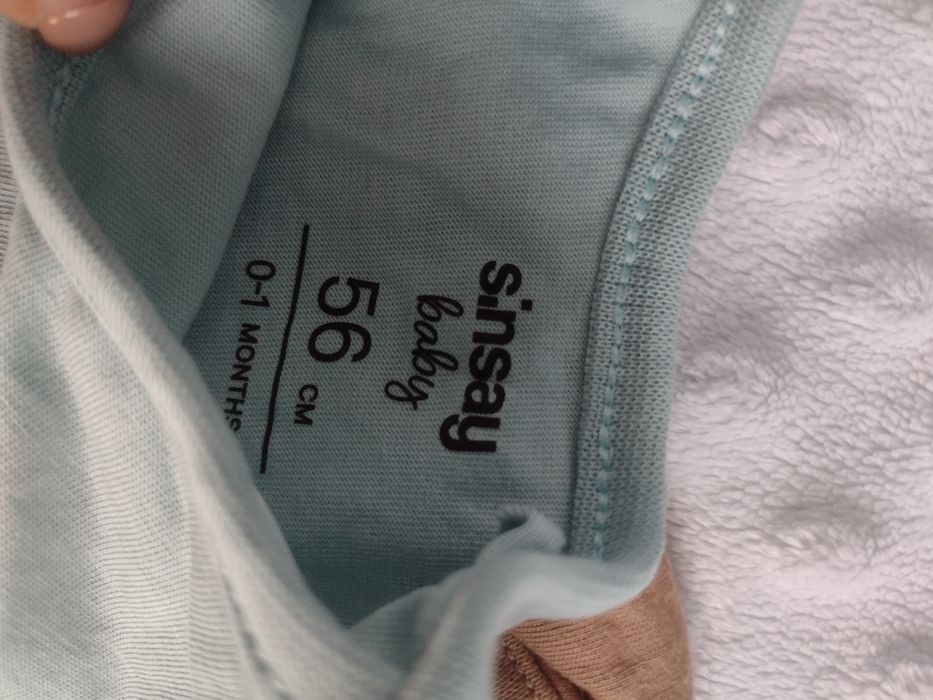 sinsay
baby
56 CM
0-1 MONTHS